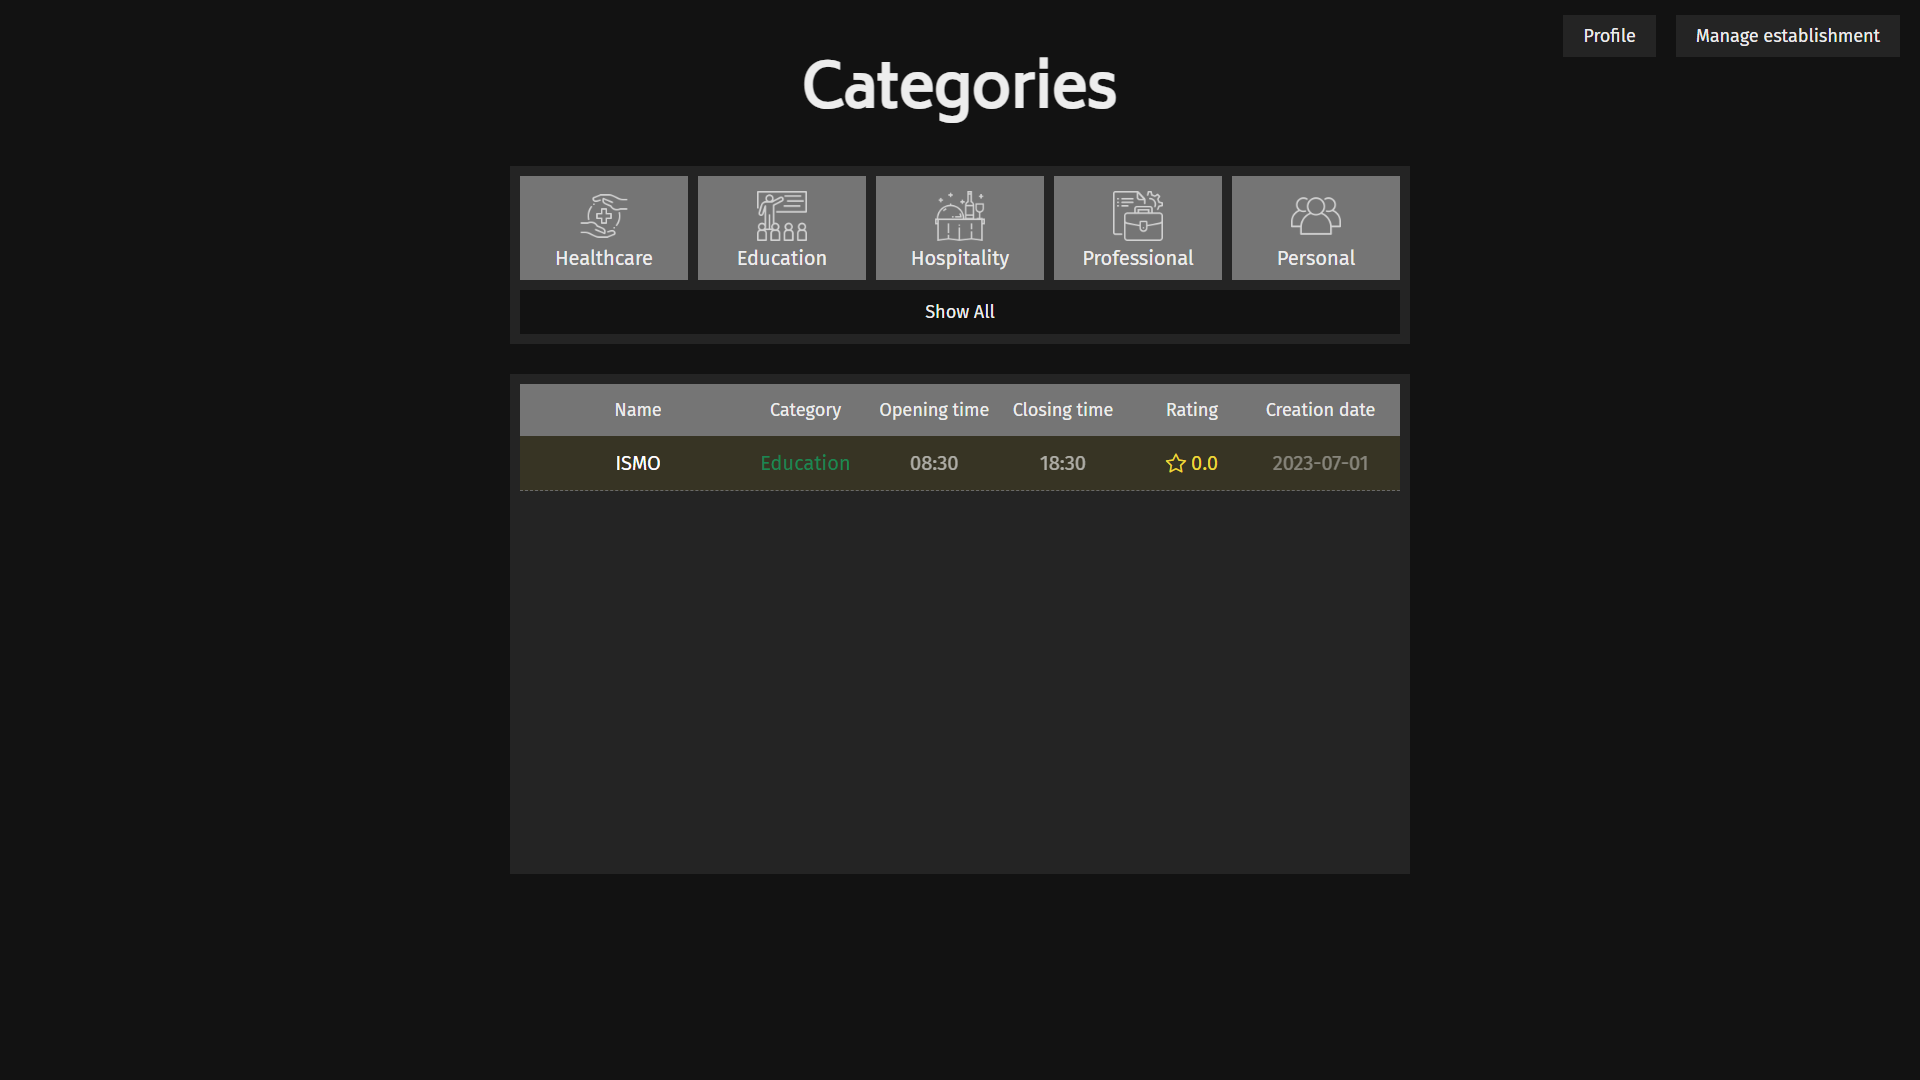 Profile Manage establishment
Categories
Healthcare Education Hospitality Professional Personal
Show All
Name Category Opening time Closing time Rating Creation date
ISMO Education 08:30 18:30 0.0 2023-07-01